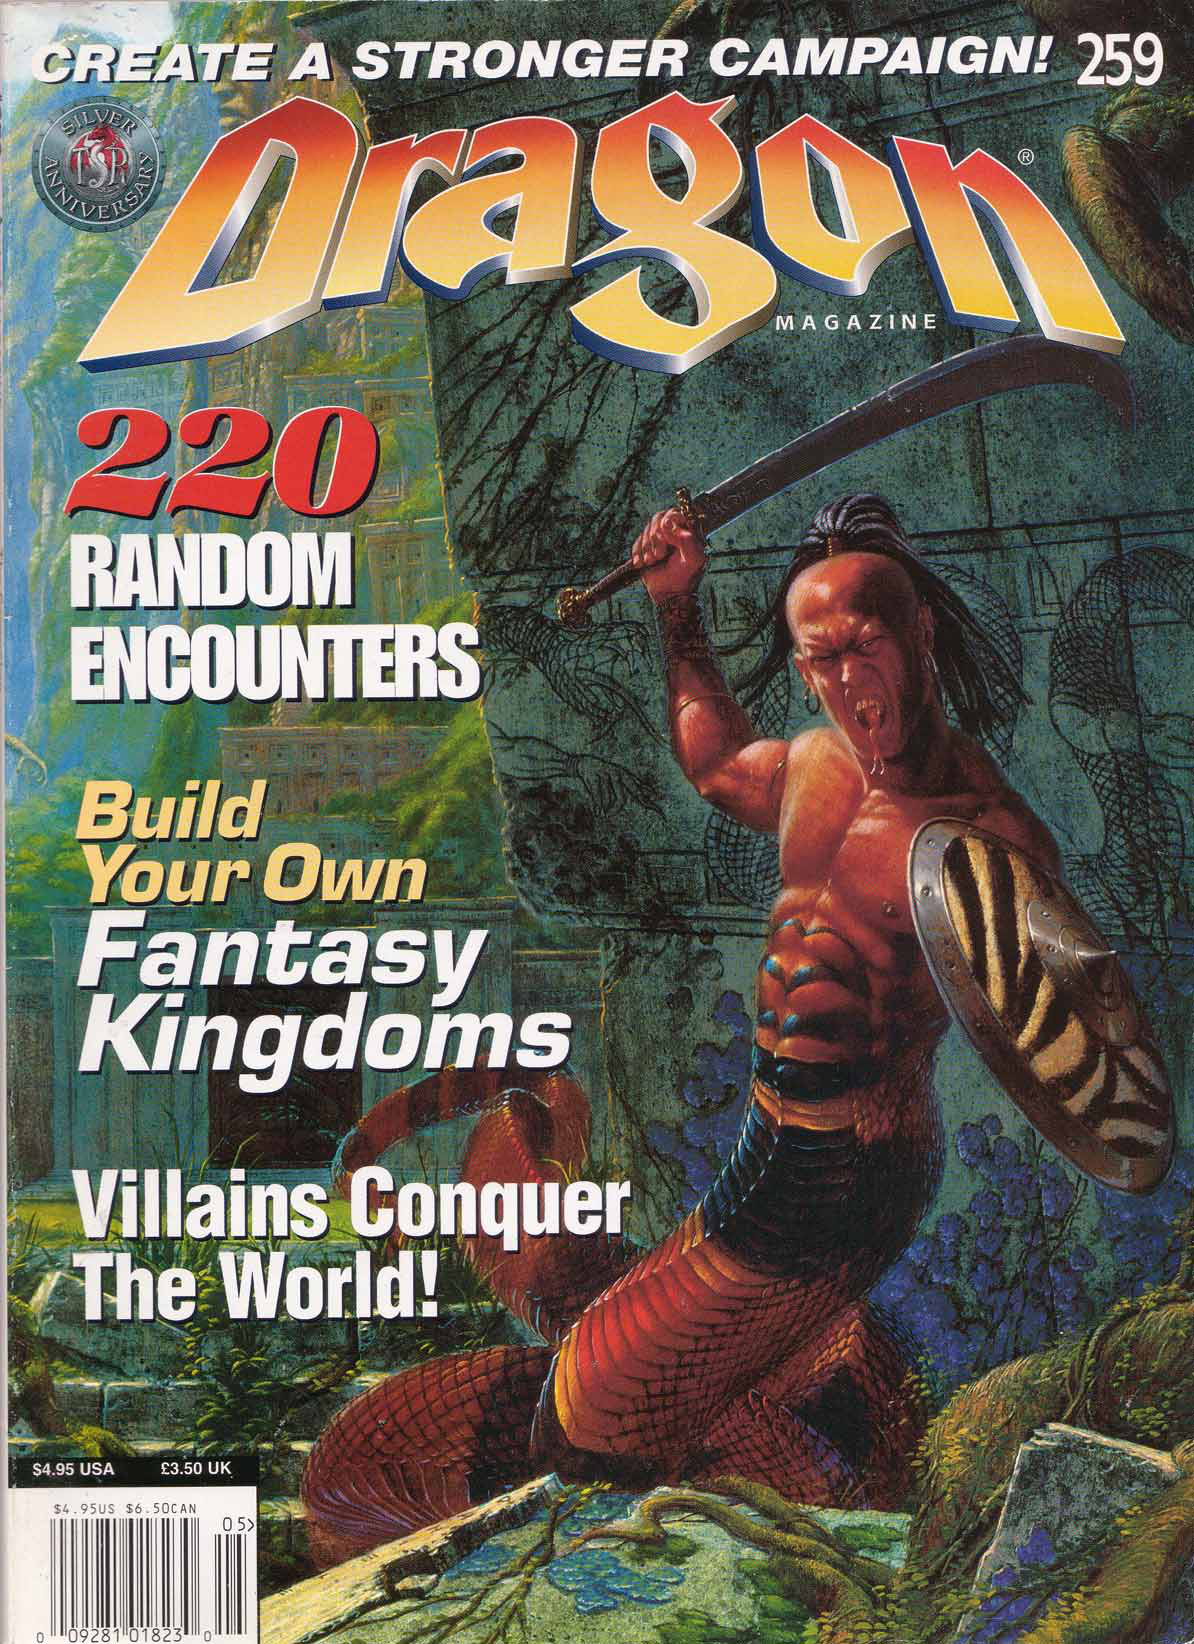 CREATE A STRONGER CAMPAIGN! 259
SILVER
TSR
ANNIVERSARY
Dragon®
MAGAZINE
220
RANDOM
ENCOUNTERS
Build
Your Own
Fantasy
Kingdoms
Villains Conquer
The World!
$4.95 USA £3.50 UK
$4.95US $6.50CAN
05>
0 09281 01823 0